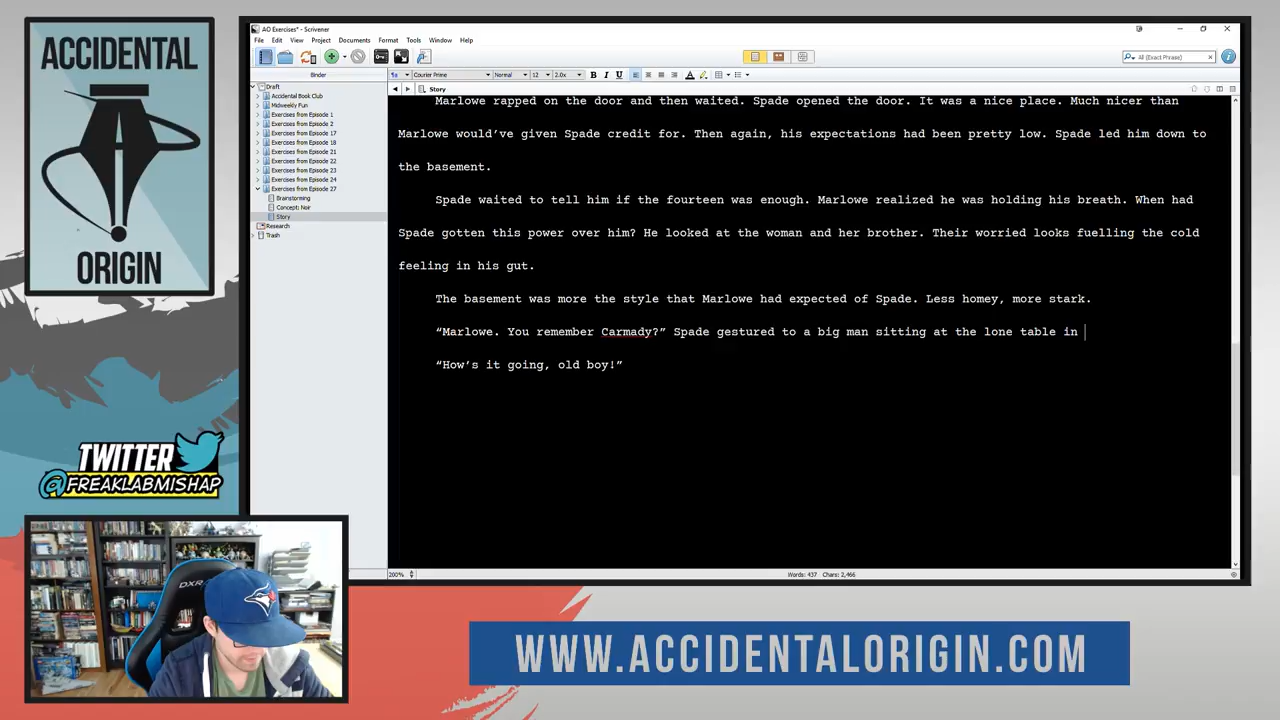 ACCIDENTAL
ORIGIN
TWITTER
@FREAKLABMISHAP
DXR
AO Exercises* - Scrivener
File Edit View Project Documents Format Tools Window Help
All (Exact Phrase)
Binder
Courier Prime Normal 12 2.0x B I U A
Draft
Accidental Book Club
Midweekly Fun
Exercises from Episode 1
Exercises from Episode 2
Exercises from Episode 17
Exercises from Episode 18
Exercises from Episode 21
Exercises from Episode 22
Exercises from Episode 23
Exercises from Episode 24
Exercises from Episode 27
Brainstorming
Concept: Noir
Story
Research
Trash
Story
Marlowe rapped on the door and then waited. Spade opened the door. It was a nice place. Much nicer than
Marlowe would’ve given Spade credit for. Then again, his expectations had been pretty low. Spade led him down to
the basement.
Spade waited to tell him if the fourteen was enough. Marlowe realized he was holding his breath. When had
Spade gotten this power over him? He looked at the woman and her brother. Their worried looks fuelling the cold
feeling in his gut.
The basement was more the style that Marlowe had expected of Spade. Less homey, more stark.
“Marlowe. You remember Carmady?” Spade gestured to a big man sitting at the lone table in
“How’s it going, old boy!”
200%
Words: 437 Chars: 2,466
WWW.ACCIDENTALORIGIN.COM